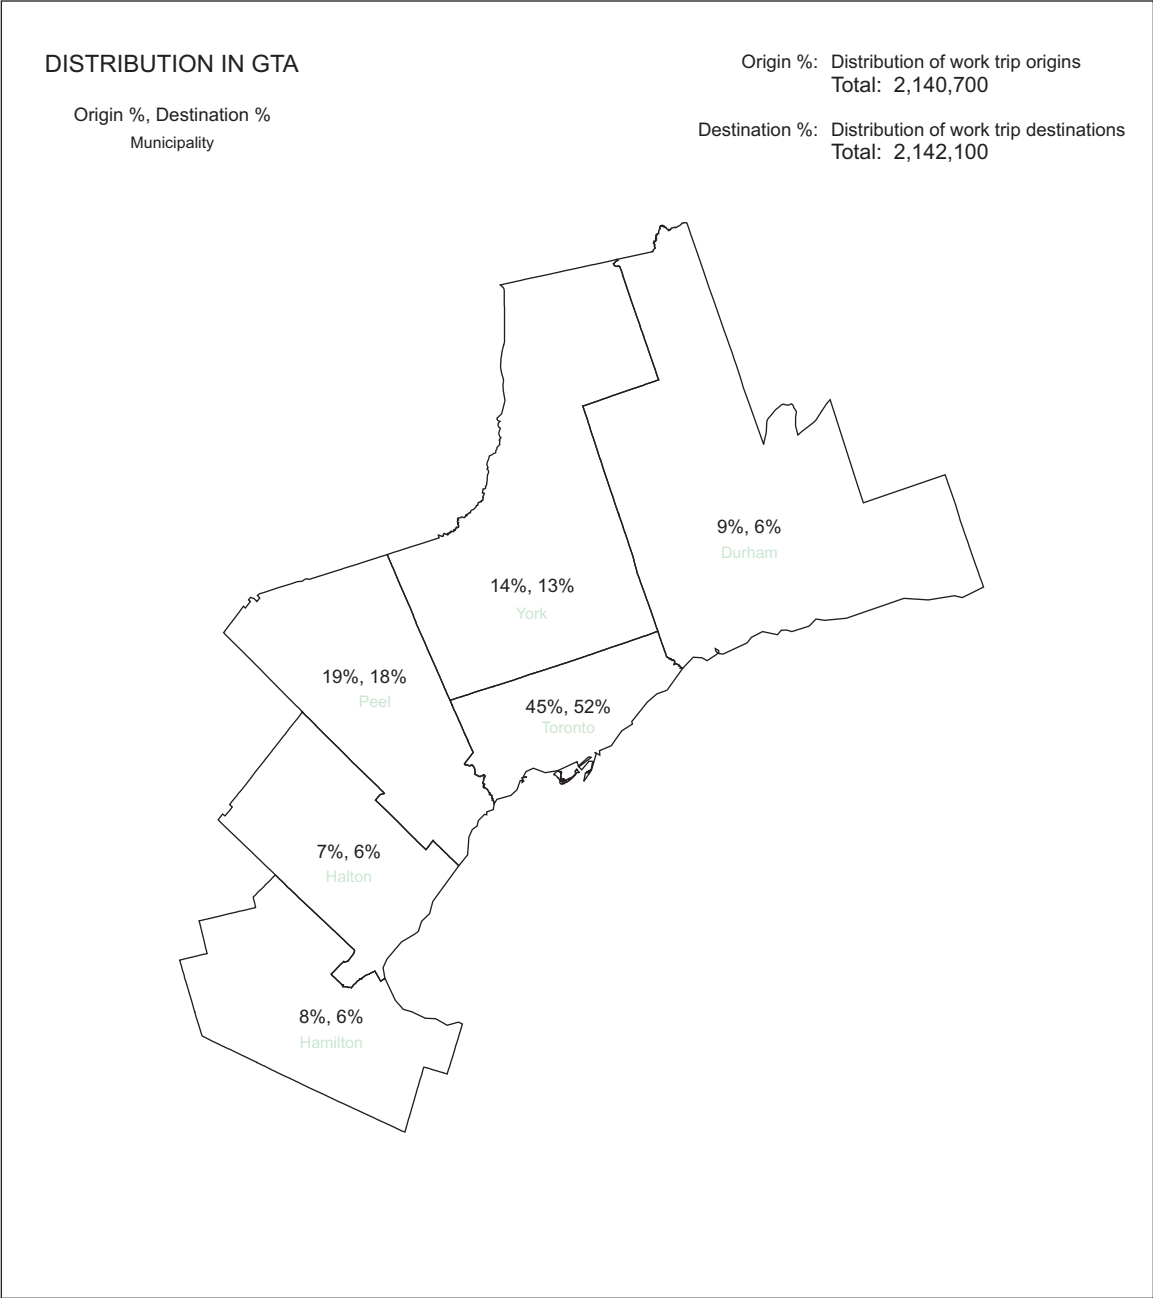 DISTRIBUTION IN GTA
Origin %, Destination %
Municipality
Origin %: Distribution of work trip origins
Total: 2,140,700
Destination %: Distribution of work trip destinations
Total: 2,142,100
9%, 6%
Durham
14%, 13%
York
19%, 18%
Peel
45%, 52%
Toronto
7%, 6%
Halton
8%, 6%
Hamilton